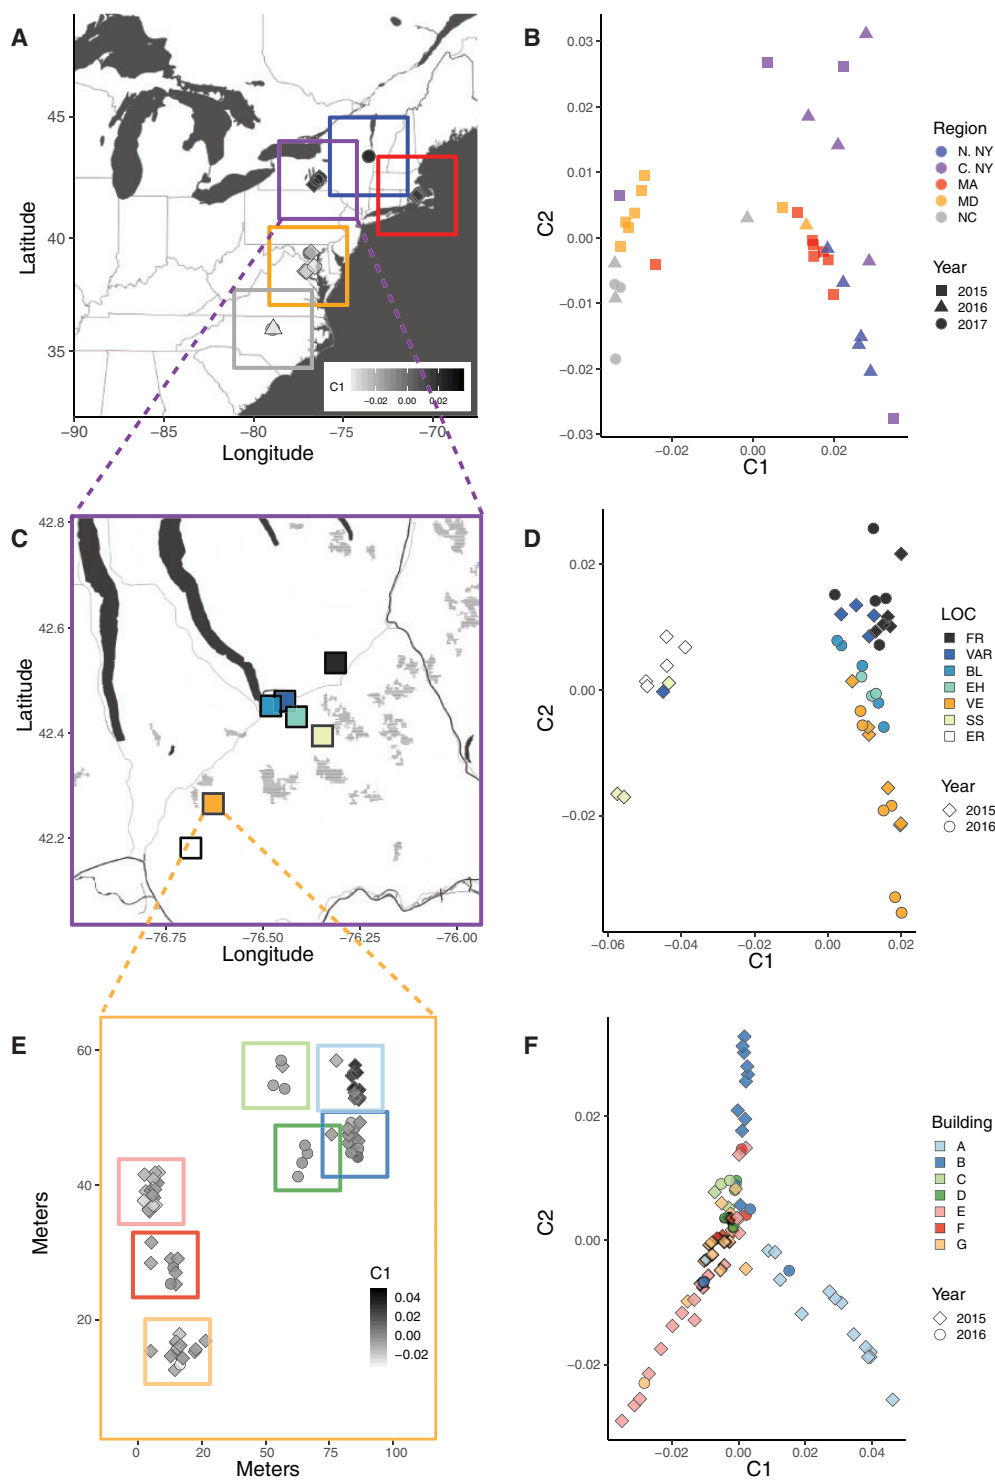 A
Latitude
45
40
35
−90
−85
−80
−75
−70
Longitude
C1
−0.02
0.00
0.02
B
C2
0.03
0.02
0.01
0.00
−0.01
−0.02
−0.03
−0.02
0.00
0.02
C1
Region
N. NY
C. NY
MA
MD
NC
Year
2015
2016
2017
C
Latitude
42.8
42.6
42.4
42.2
−76.75
−76.50
−76.25
−76.00
Longitude
D
C2
0.02
0.00
−0.02
−0.06
−0.04
−0.02
0.00
0.02
C1
LOC
FR
VAR
BL
EH
VE
SS
ER
Year
2015
2016
E
Meters
60
40
20
0
25
50
75
100
Meters
C1
0.04
0.02
0.00
−0.02
F
C2
0.02
0.00
−0.02
−0.02
0.00
0.02
0.04
C1
Building
A
B
C
D
E
F
G
Year
2015
2016